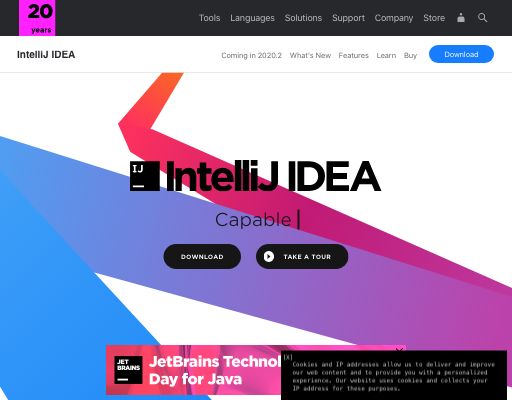 20
years
Tools Languages Solutions Support Company Store
IntelliJ IDEA
Coming in 2020.2 What's New Features Learn Buy Download
IJ IntelliJ IDEA
Capable
DOWNLOAD
TAKE A TOUR
JET
BRAINS
JetBrains Technol
Day for Java
[X]
Cookies and IP addresses allow us to deliver and improve
our web content and to provide you with a personalized
experience. Our website uses cookies and collects your
IP address for these purposes.